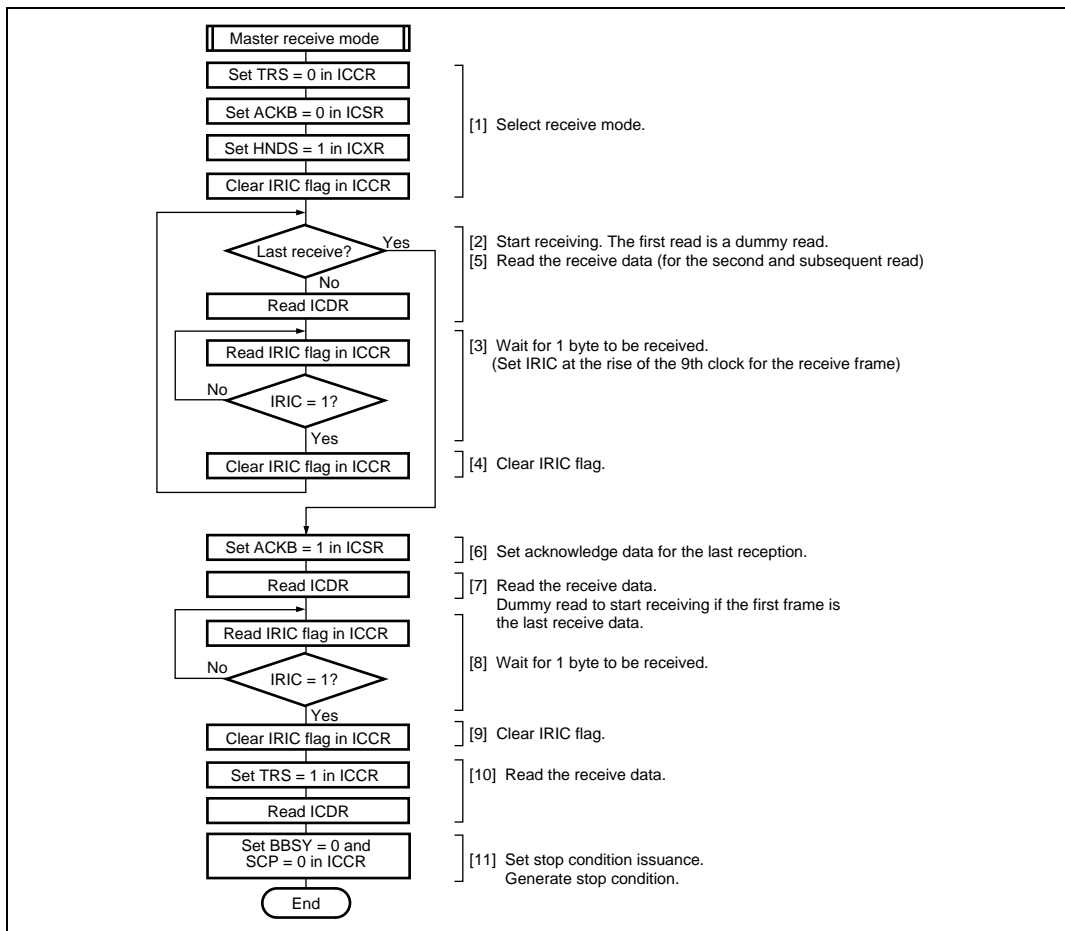 Master receive mode
Set TRS = 0 in ICCR
Set ACKB = 0 in ICSR
Set HNDS = 1 in ICXR
Clear IRIC flag in ICCR
[1] Select receive mode.
Last receive?
Yes
No
Read ICDR
[2] Start receiving. The first read is a dummy read.
[5] Read the receive data (for the second and subsequent read)
Read IRIC flag in ICCR
No
IRIC = 1?
Yes
[3] Wait for 1 byte to be received.
(Set IRIC at the rise of the 9th clock for the receive frame)
Clear IRIC flag in ICCR
[4] Clear IRIC flag.
Set ACKB = 1 in ICSR
[6] Set acknowledge data for the last reception.
Read ICDR
[7] Read the receive data.
Dummy read to start receiving if the first frame is
the last receive data.
Read IRIC flag in ICCR
No
IRIC = 1?
Yes
[8] Wait for 1 byte to be received.
Clear IRIC flag in ICCR
[9] Clear IRIC flag.
Set TRS = 1 in ICCR
Read ICDR
[10] Read the receive data.
Set BBSY = 0 and
SCP = 0 in ICCR
[11] Set stop condition issuance.
Generate stop condition.
End